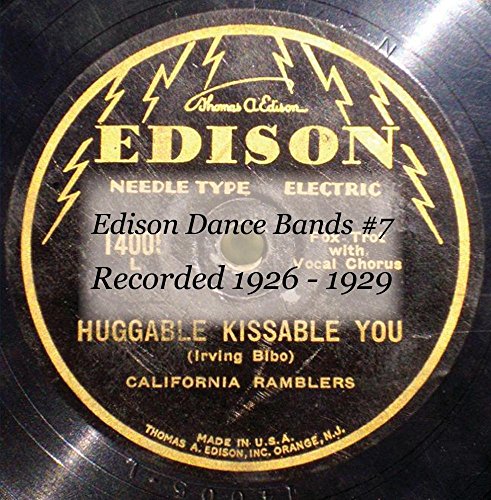 Thomas A Edison
EDISON
NEEDLE TYPE ELECTRIC
Edison Dance Bands #7
14005 Fox Trot
L with
Vocal Chorus
Recorded 1926 - 1929
HUGGABLE KISSABLE YOU
(Irving Bibo)
CALIFORNIA RAMBLERS
MADE IN U.S.A.
THOMAS A. EDISON, INC. ORANGE, N.J.